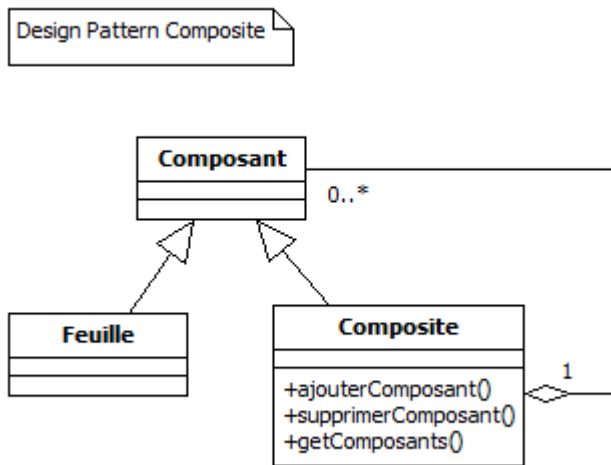 Design Pattern Composite
Composant
0..*
Feuille
Composite
+ajouterComposant()
+supprimerComposant()
+getComposants()
1